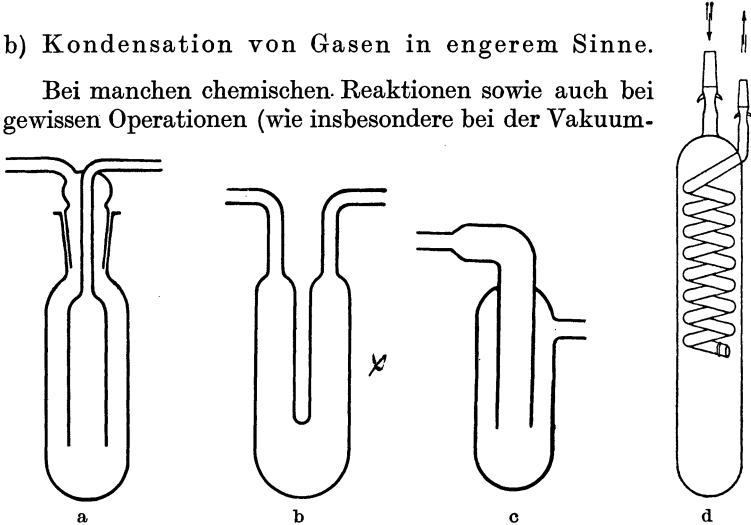 b) Kondensation von Gasen in engerem Sinne.
Bei manchen chemischen Reaktionen sowie auch bei
gewissen Operationen (wie insbesondere bei der Vakuum-
a b c d